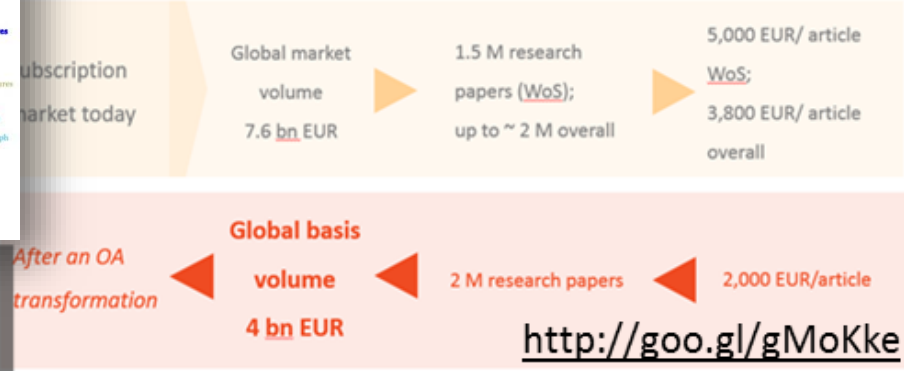 ubscription
market today
Global market
volume
7.6 bn EUR
1.5 M research
papers (WoS);
up to ~ 2 M overall
5,000 EUR/ article
WoS;
3,800 EUR/ article
overall
After an OA
transformation
Global basis
volume
4 bn EUR
2 M research papers
2,000 EUR/article
http://goo.gl/gMoKke